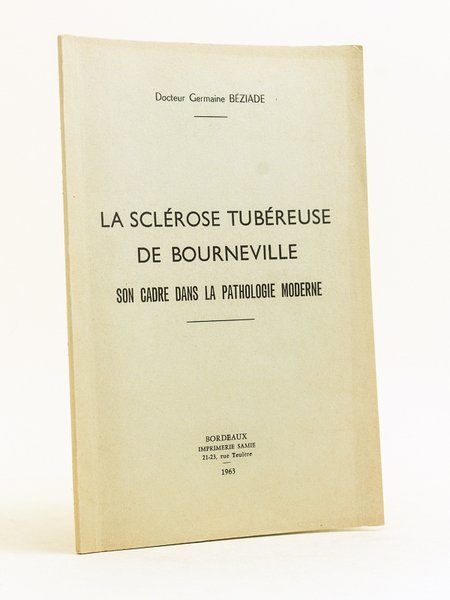 Docteur Germaine BÉZIADE
LA SCLÉROSE TUBÉREUSE
DE BOURNEVILLE
SON CADRE DANS LA PATHOLOGIE MODERNE
BORDEAUX
IMPRIMERIE SAMIE
21-23, rue Teulère
1963